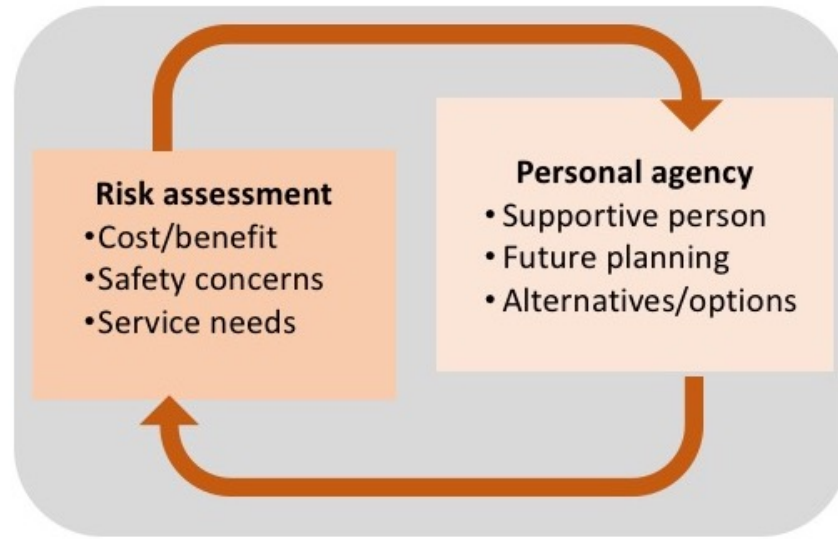 Risk assessment
•Cost/benefit
•Safety concerns
•Service needs
Personal agency
• Supportive person
• Future planning
• Alternatives/options